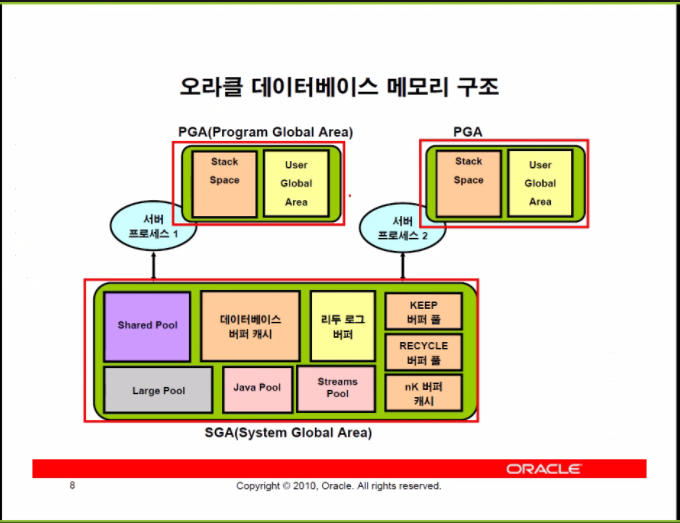 오라클 데이터베이스 메모리 구조
PGA(Program Global Area)
PGA
Stack
Space
User
Global
Area
Stack
Space
User
Global
Area
서버
프로세스 1
서버
프로세스 2
Shared Pool
데이터베이스
버퍼 캐시
리두 로그
버퍼
KEEP
버퍼 풀
RECYCLE
버퍼 풀
Large Pool
Java Pool
Streams
Pool
nK 버퍼
캐시
SGA(System Global Area)
ORACLE
8
Copyright © 2010, Oracle. All rights reserved.